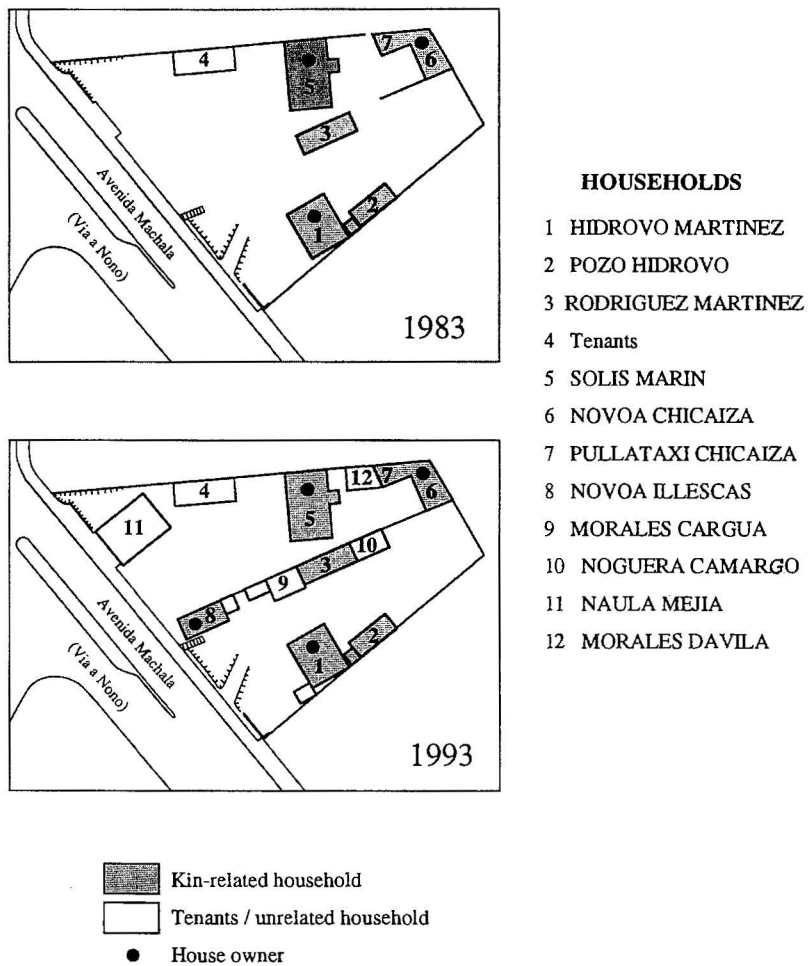 4
5
7
6
3
2
1
Avenida Machala
(Via a Nono)
1983
HOUSEHOLDS
1 HIDROVO MARTINEZ
2 POZO HIDROVO
3 RODRIGUEZ MARTINEZ
4 Tenants
5 SOLIS MARIN
6 NOVOA CHICAIZA
7 PULLATAXI CHICAIZA
8 NOVOA ILLESCAS
9 MORALES CARGUA
10 NOGUERA CAMARGO
11 NAULA MEJIA
12 MORALES DAVILA
4
5
12
7
6
11
10
3
9
8
2
1
Avenida Machala
(Via a Nono)
1993
Kin-related household
Tenants / unrelated household
House owner